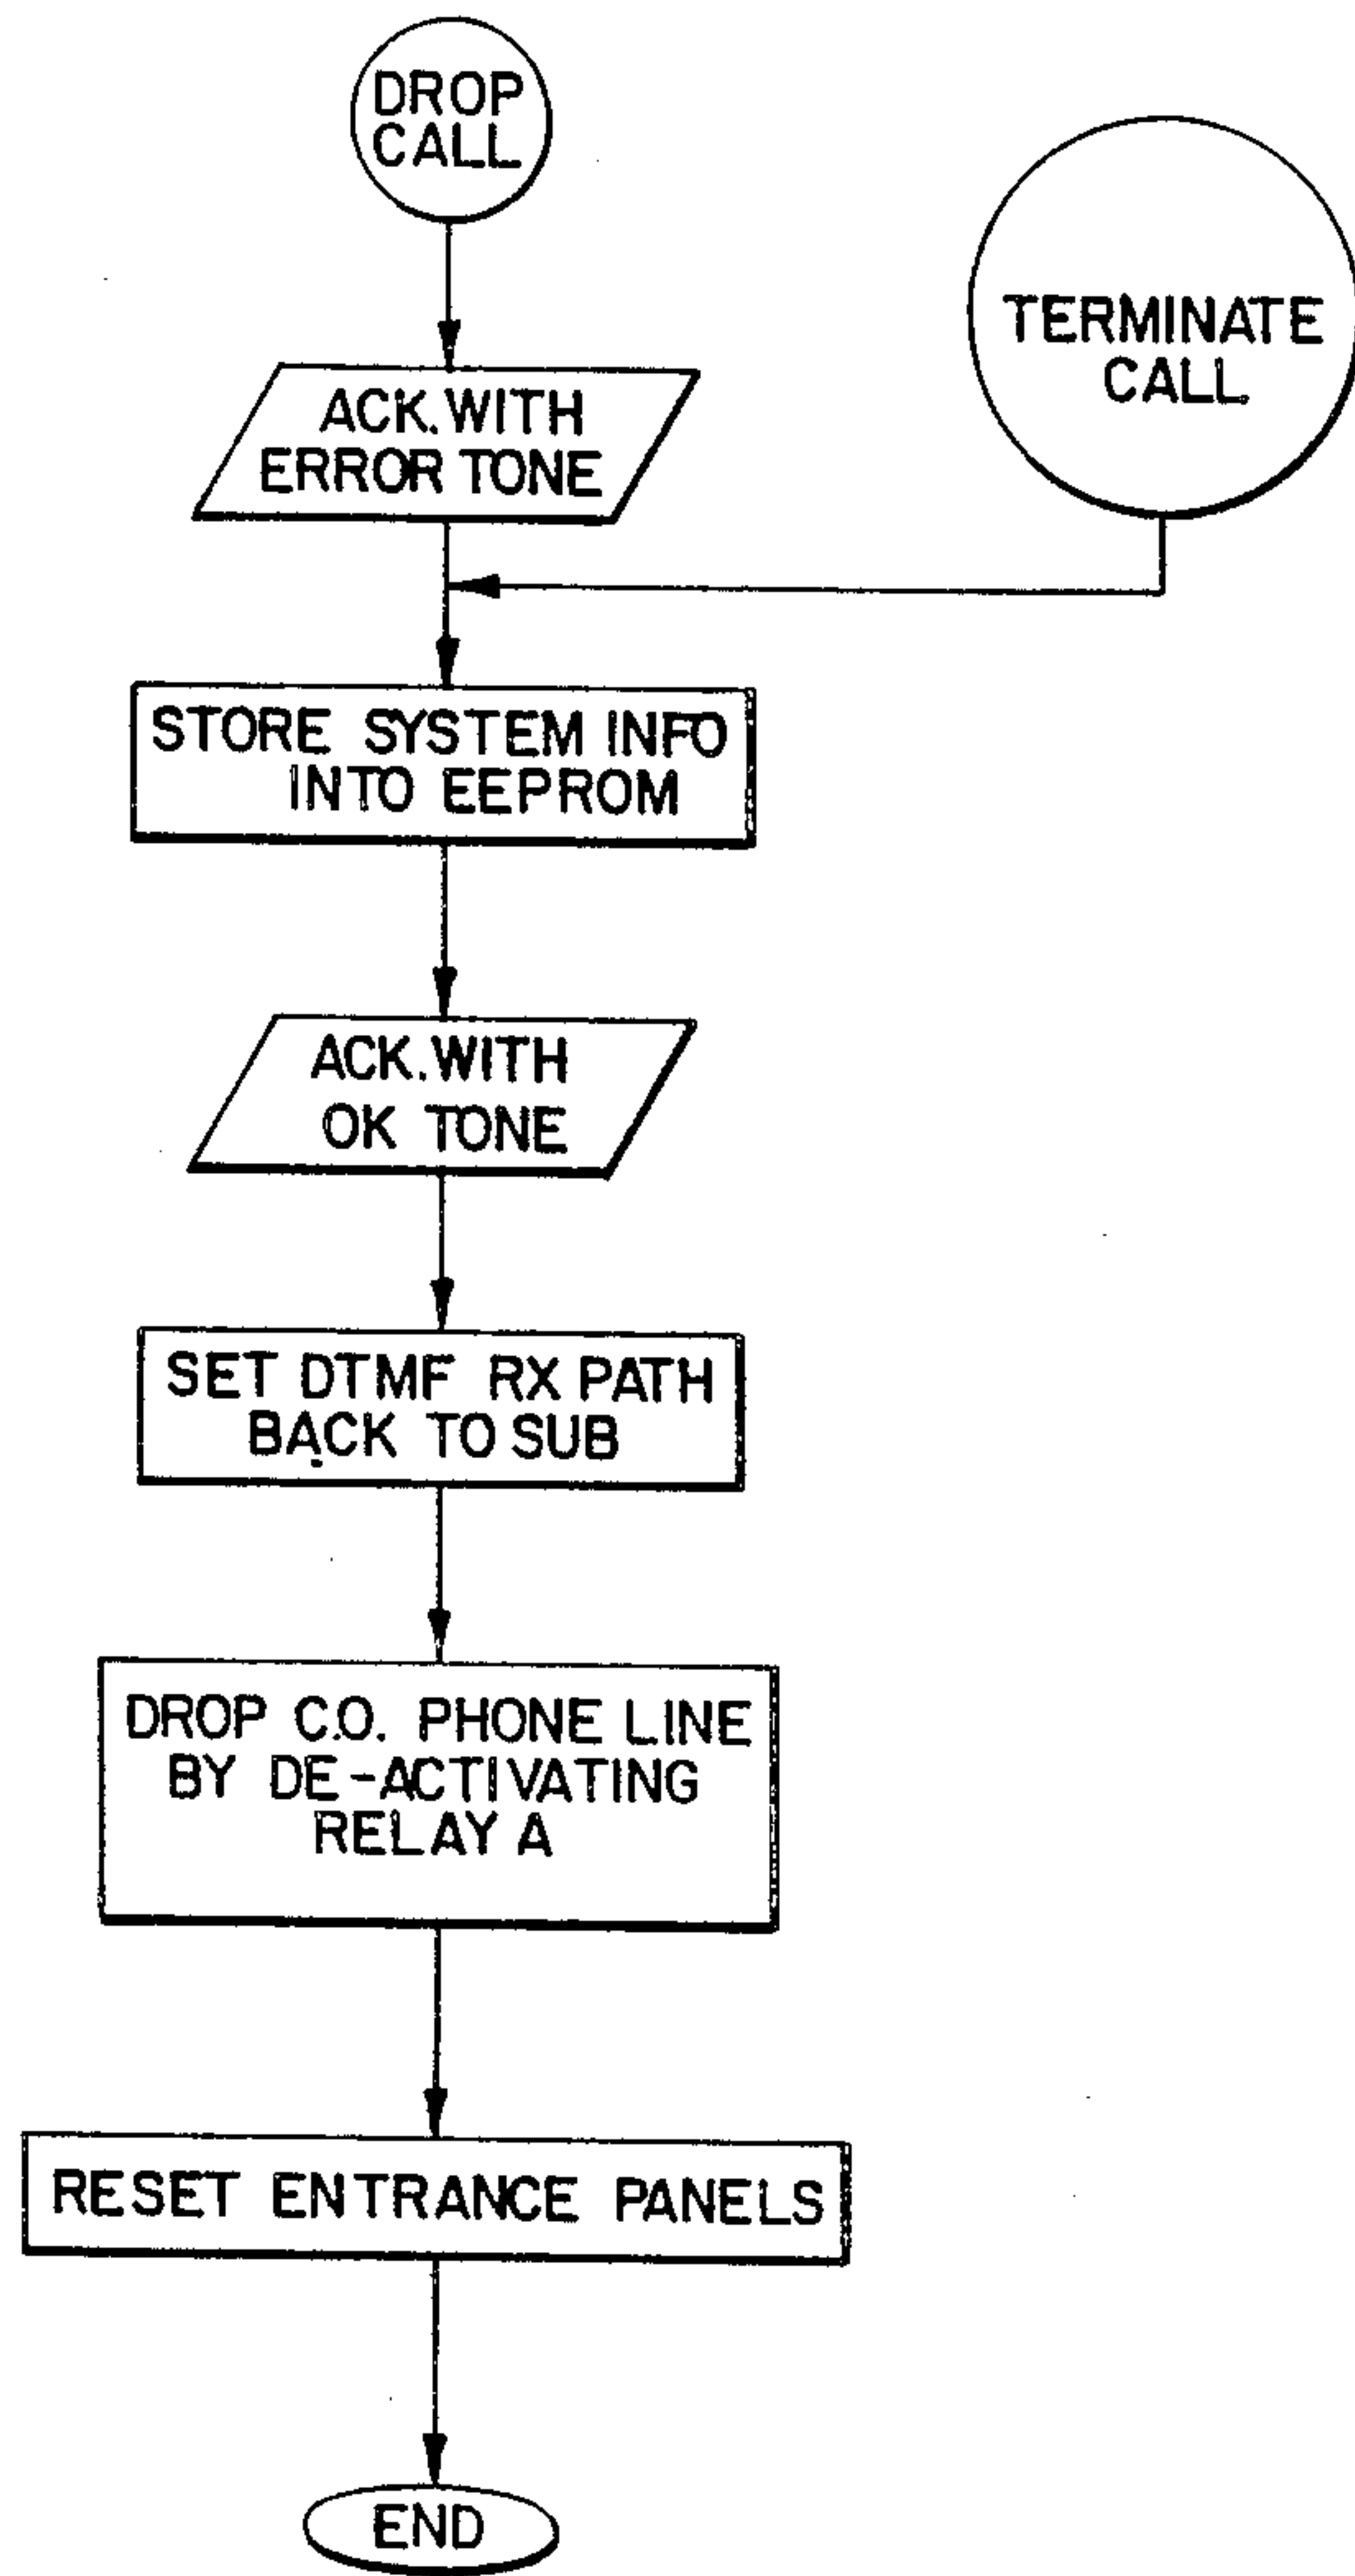 DROP
CALL
TERMINATE
CALL
ACK. WITH
ERROR TONE
STORE SYSTEM INFO
INTO EEPROM
ACK. WITH
OK TONE
SET DTMF RX PATH
BACK TO SUB
DROP C.O. PHONE LINE
BY DE-ACTIVATING
RELAY A
RESET ENTRANCE PANELS
END